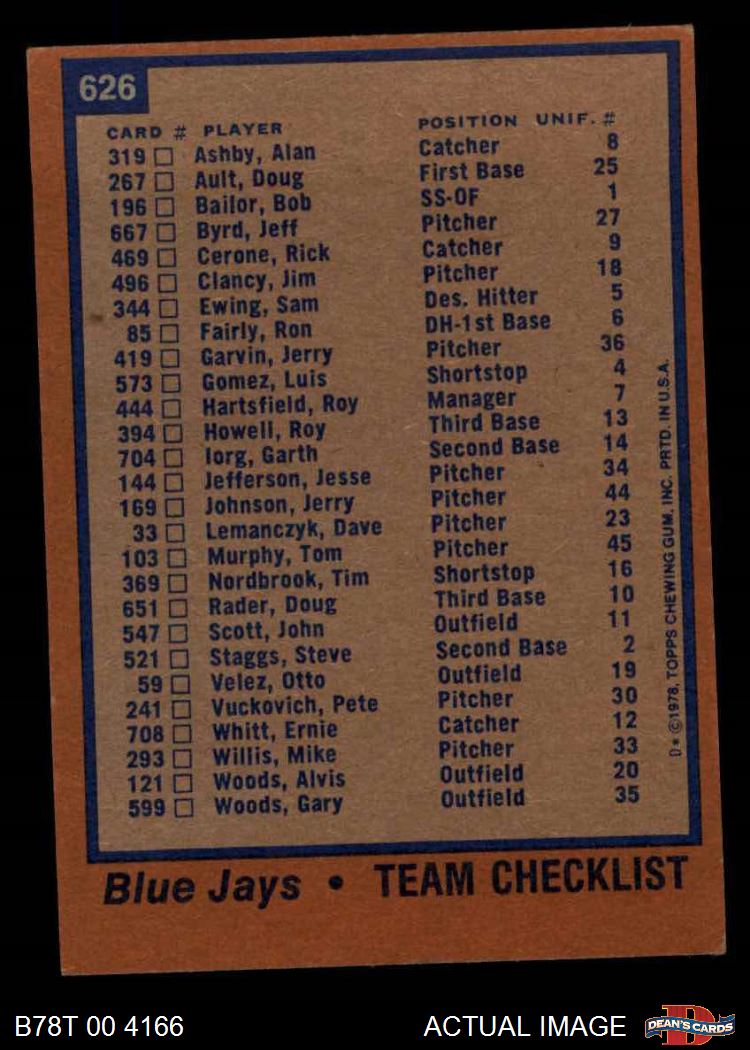 626
CARD # PLAYER POSITION UNIF. #
319 Ashby, Alan Catcher 8
267 Ault, Doug First Base 25
196 Bailor, Bob SS-OF 1
667 Byrd, Jeff Pitcher 27
469 Cerone, Rick Catcher 9
496 Clancy, Jim Pitcher 18
344 Ewing, Sam Des. Hitter 5
85 Fairly, Ron DH-1st Base 6
419 Garvin, Jerry Pitcher 36
573 Gomez, Luis Shortstop 4
444 Hartsfield, Roy Manager 7
394 Howell, Roy Third Base 13
704 Iorg, Garth Second Base 14
144 Jefferson, Jesse Pitcher 34
169 Johnson, Jerry Pitcher 44
33 Lemanczyk, Dave Pitcher 23
103 Murphy, Tom Pitcher 45
369 Nordbrook, Tim Shortstop 16
651 Rader, Doug Third Base 10
547 Scott, John Outfield 11
521 Staggs, Steve Second Base 2
59 Velez, Otto Outfield 19
241 Vuckovich, Pete Pitcher 30
708 Whitt, Ernie Catcher 12
293 Willis, Mike Pitcher 33
121 Woods, Alvis Outfield 20
599 Woods, Gary Outfield 35
D* ©1978, TOPPS CHEWING GUM, INC. PRTD. IN U.S.A.
Blue Jays • TEAM CHECKLIST
B78T 00 4166 ACTUAL IMAGE
D
DEAN'S CARDS